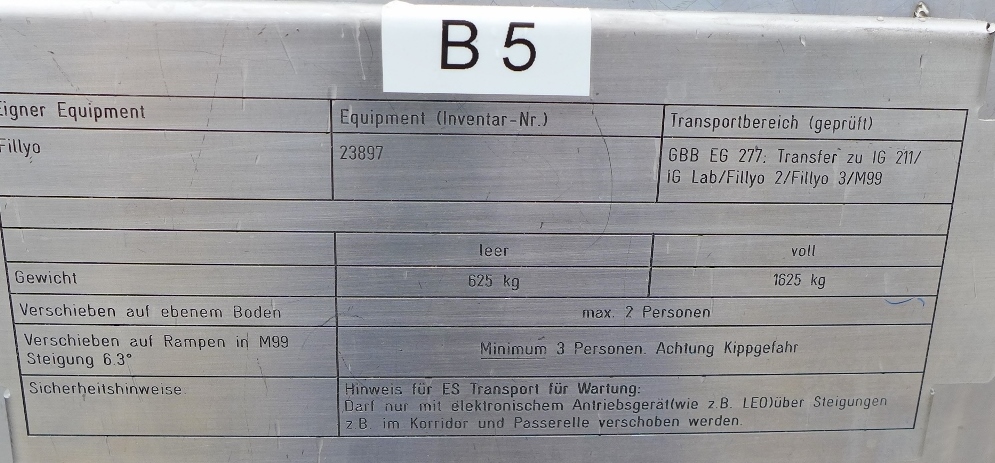 B 5
Eigner Equipment
Equipment (Inventar-Nr.)
Transportbereich (geprüft)
Fillyo
23897
GBB EG 277: Transfer zu IG 211/
IG Lab/Fillyo 2/Fillyo 3/M99
leer
voll
Gewicht
625 kg
1625 kg
Verschieben auf ebenem Boden
max. 2 Personen
Verschieben auf Rampen in M99
Steigung 6.3°
Minimum 3 Personen. Achtung Kippgefahr
Sicherheitshinweise:
Hinweis für ES Transport für Wartung:
Darf nur mit elektronischem Antriebsgerät(wie z.B. LEO)über Steigungen
z.B. im Korridor und Passerelle verschoben werden.